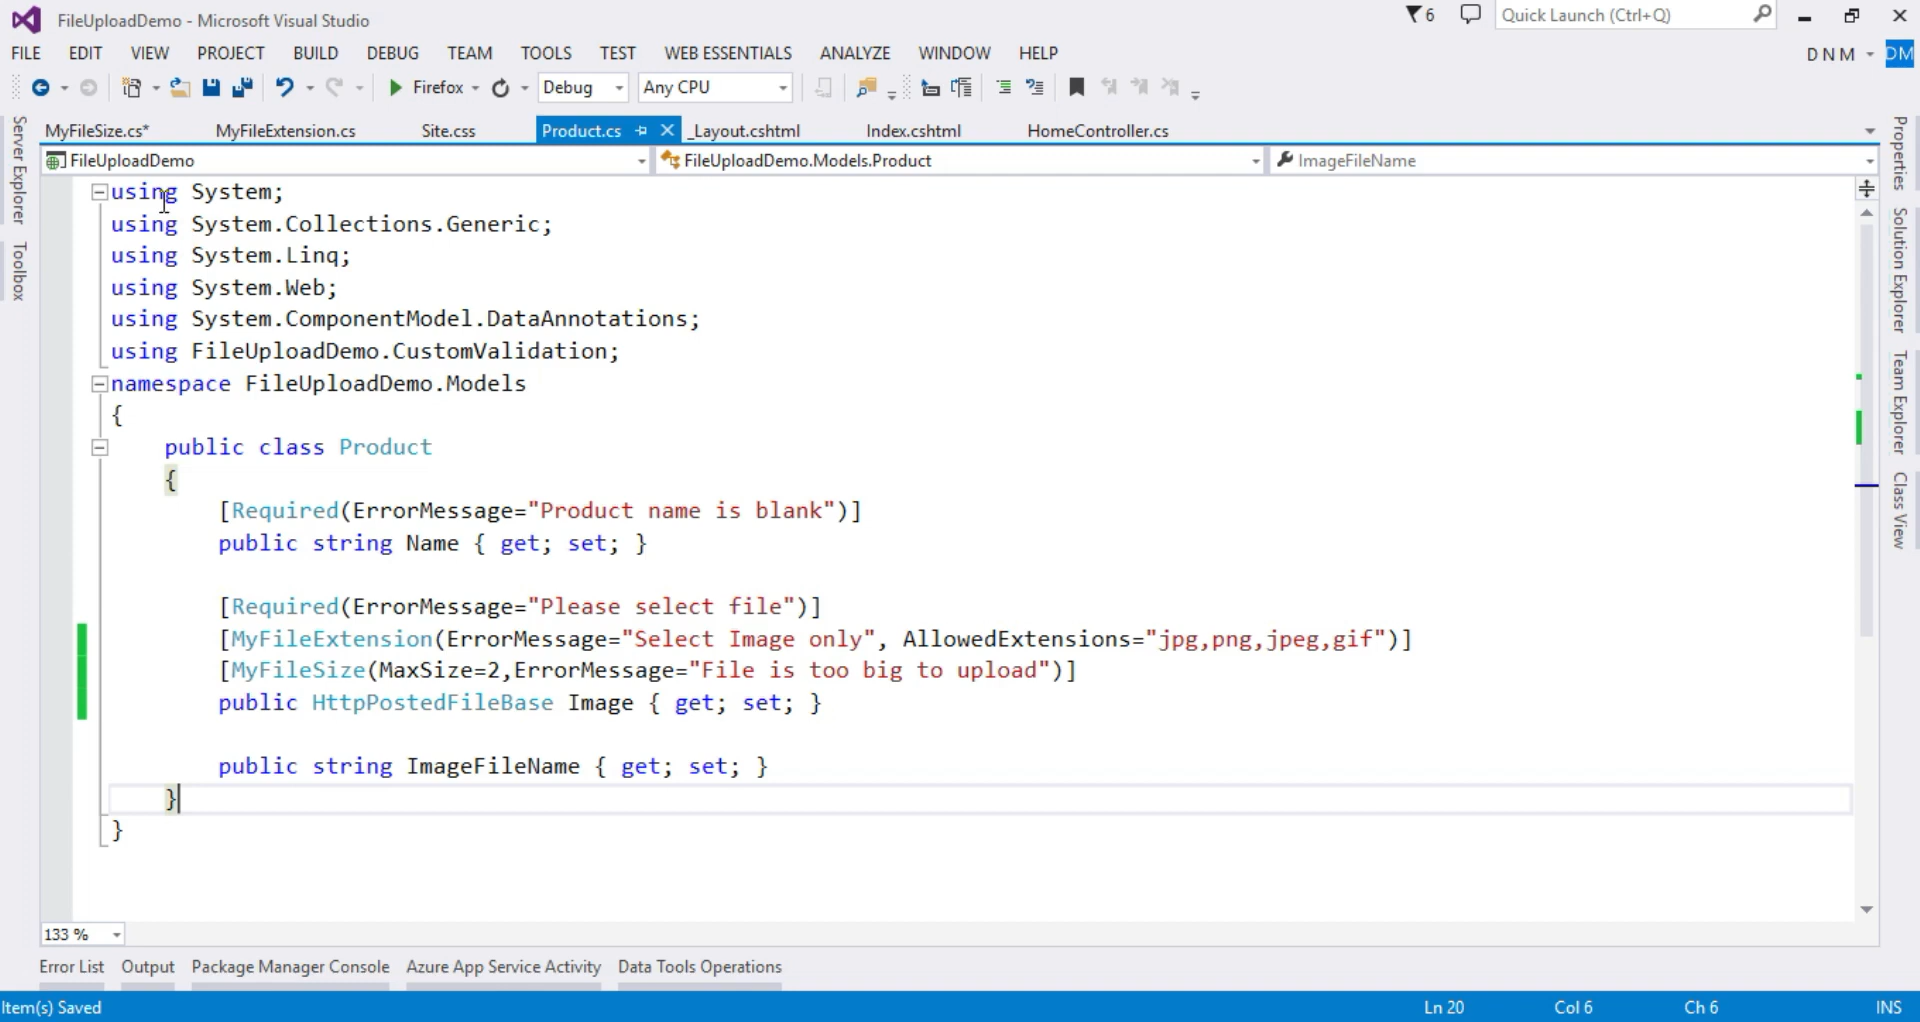 FileUploadDemo - Microsoft Visual Studio
6
Quick Launch (Ctrl+Q)
FILE EDIT VIEW PROJECT BUILD DEBUG TEAM TOOLS TEST WEB ESSENTIALS ANALYZE WINDOW HELP
D N M
DM
Firefox Debug Any CPU
MyFileSize.cs* MyFileExtension.cs Site.css Product.cs _Layout.cshtml Index.cshtml HomeController.cs
FileUploadDemo FileUploadDemo.Models.Product ImageFileName
Server Explorer
Toolbox
using System;
using System.Collections.Generic;
using System.Linq;
using System.Web;
using System.ComponentModel.DataAnnotations;
using FileUploadDemo.CustomValidation;
namespace FileUploadDemo.Models
{
public class Product
{
[Required(ErrorMessage="Product name is blank")]
public string Name { get; set; }
[Required(ErrorMessage="Please select file")]
[MyFileExtension(ErrorMessage="Select Image only", AllowedExtensions="jpg,png,jpeg,gif")]
[MyFileSize(MaxSize=2,ErrorMessage="File is too big to upload")]
public HttpPostedFileBase Image { get; set; }
public string ImageFileName { get; set; }
}
}
Properties
Solution Explorer
Team Explorer
Class View
133 %
Error List Output Package Manager Console Azure App Service Activity Data Tools Operations
Item(s) Saved Ln 20 Col 6 Ch 6 INS